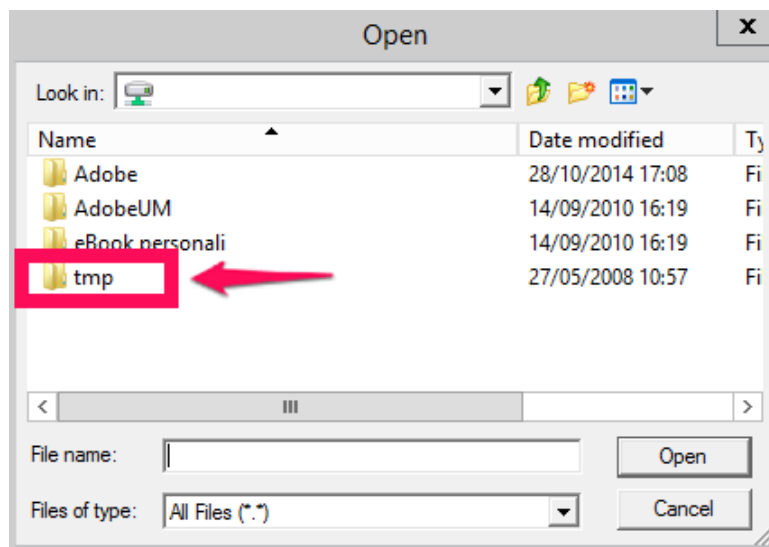 Open
x
Look in:
Name Date modified Ty
Adobe 28/10/2014 17:08 Fi
AdobeUM 14/09/2010 16:19 Fi
eBook personali 14/09/2010 16:19 Fi
tmp 27/05/2008 10:57 Fi
File name: Open
Files of type: All Files (*.*) Cancel